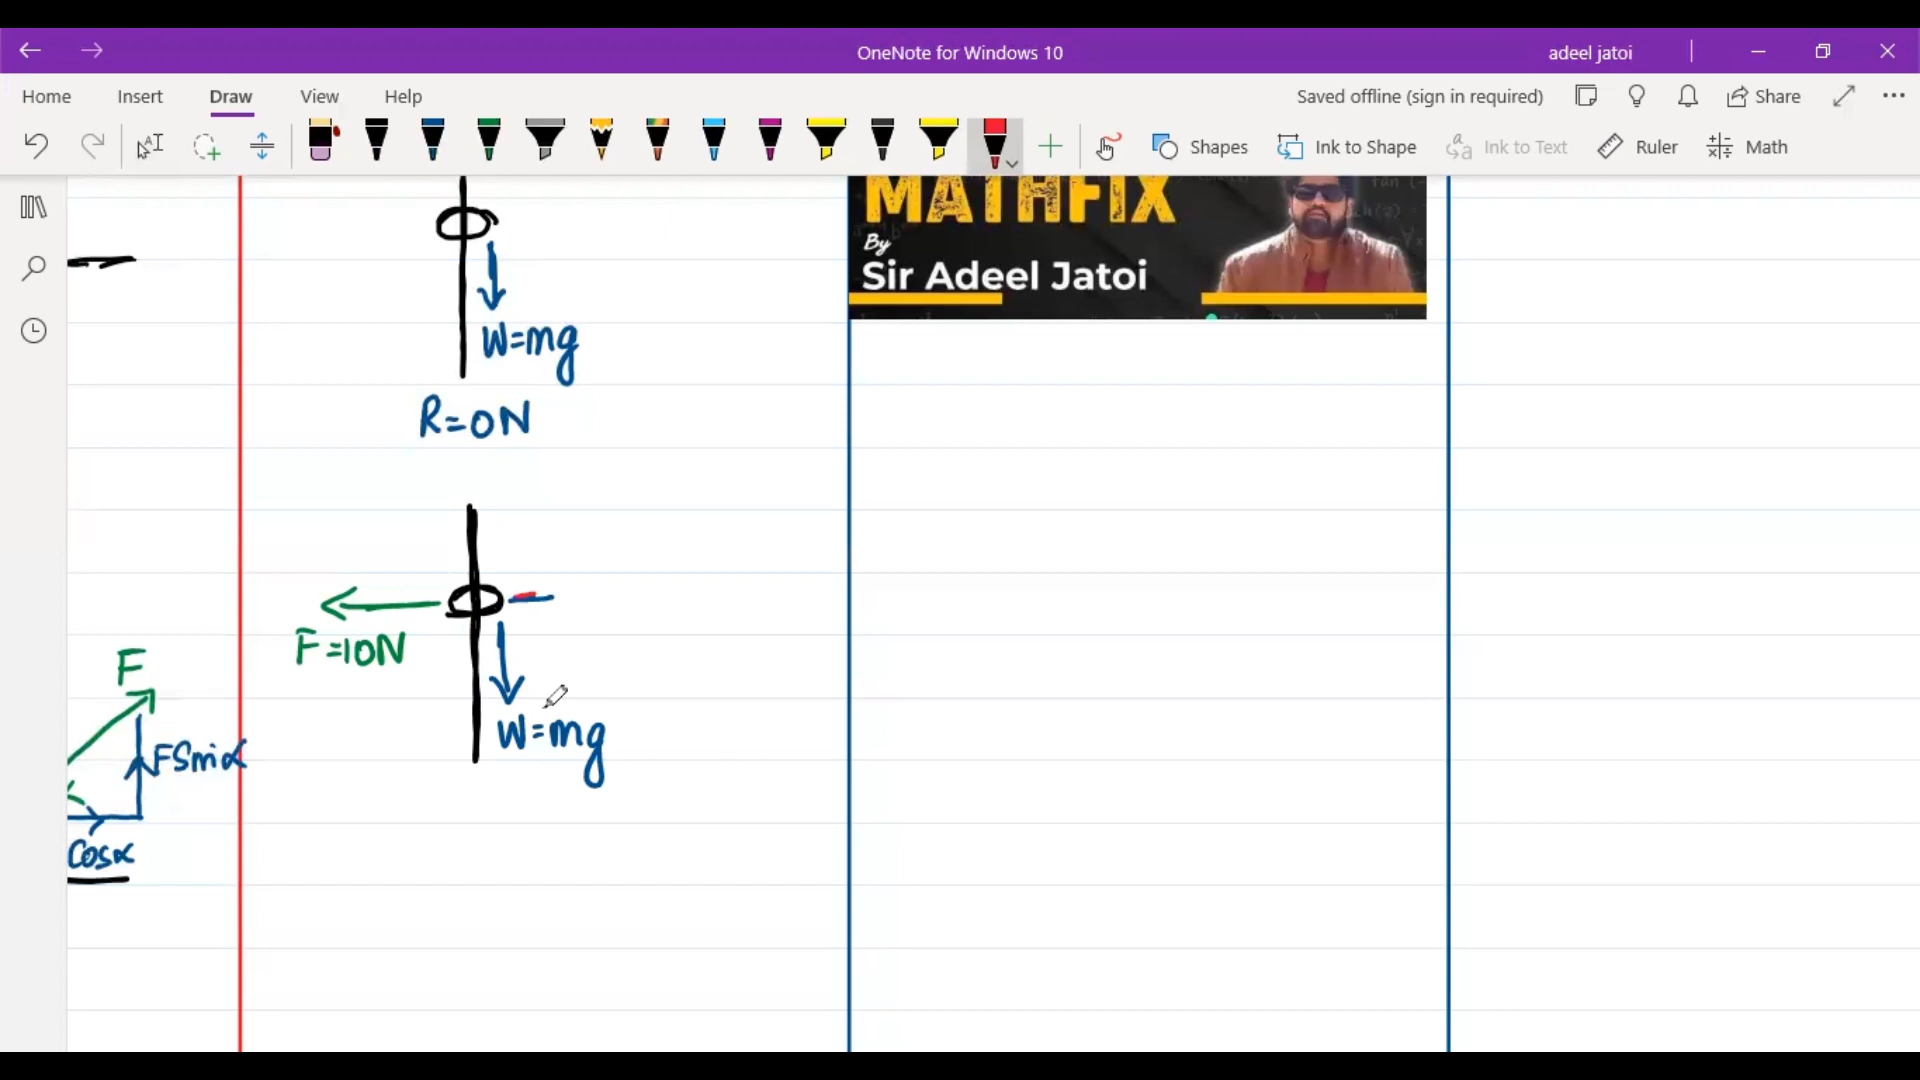 OneNote for Windows 10
adeel jatoi
Home Insert Draw View Help
Saved offline (sign in required)
Share
Shapes
Ink to Shape
Ink to Text
Ruler
Math
MATHFIX
By
Sir Adeel Jatoi
W=mg
R=0N
F=10N
W=mg
F
FSinα
Cosα